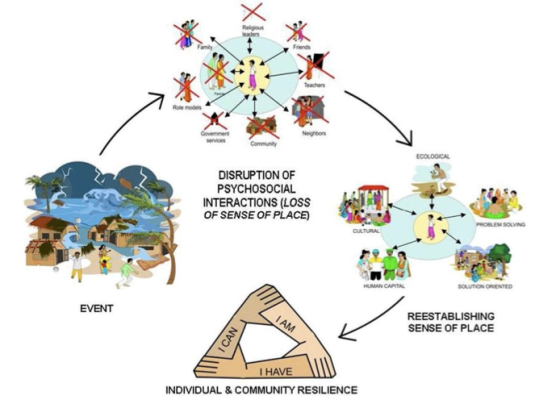 Religious
leaders
Family
Friends
Teachers
Role models
Neighbors
Government
services
Community
DISRUPTION OF
PSYCHOSOCIAL
INTERACTIONS (LOSS
OF SENSE OF PLACE)
ECOLOGICAL
CULTURAL
PROBLEM SOLVING
HUMAN CAPITAL
SOLUTION ORIENTED
EVENT
REESTABLISHING
SENSE OF PLACE
I CAN
I AM
I HAVE
INDIVIDUAL & COMMUNITY RESILIENCE